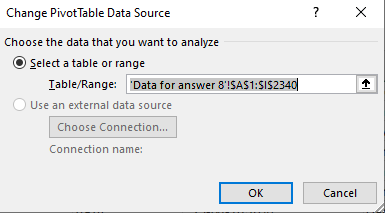 Change PivotTable Data Source
? ×
Choose the data that you want to analyze
Select a table or range
Table/Range: 'Data for answer 8'!$A$1:$I$2340
Use an external data source
Choose Connection...
Connection name:
OK Cancel